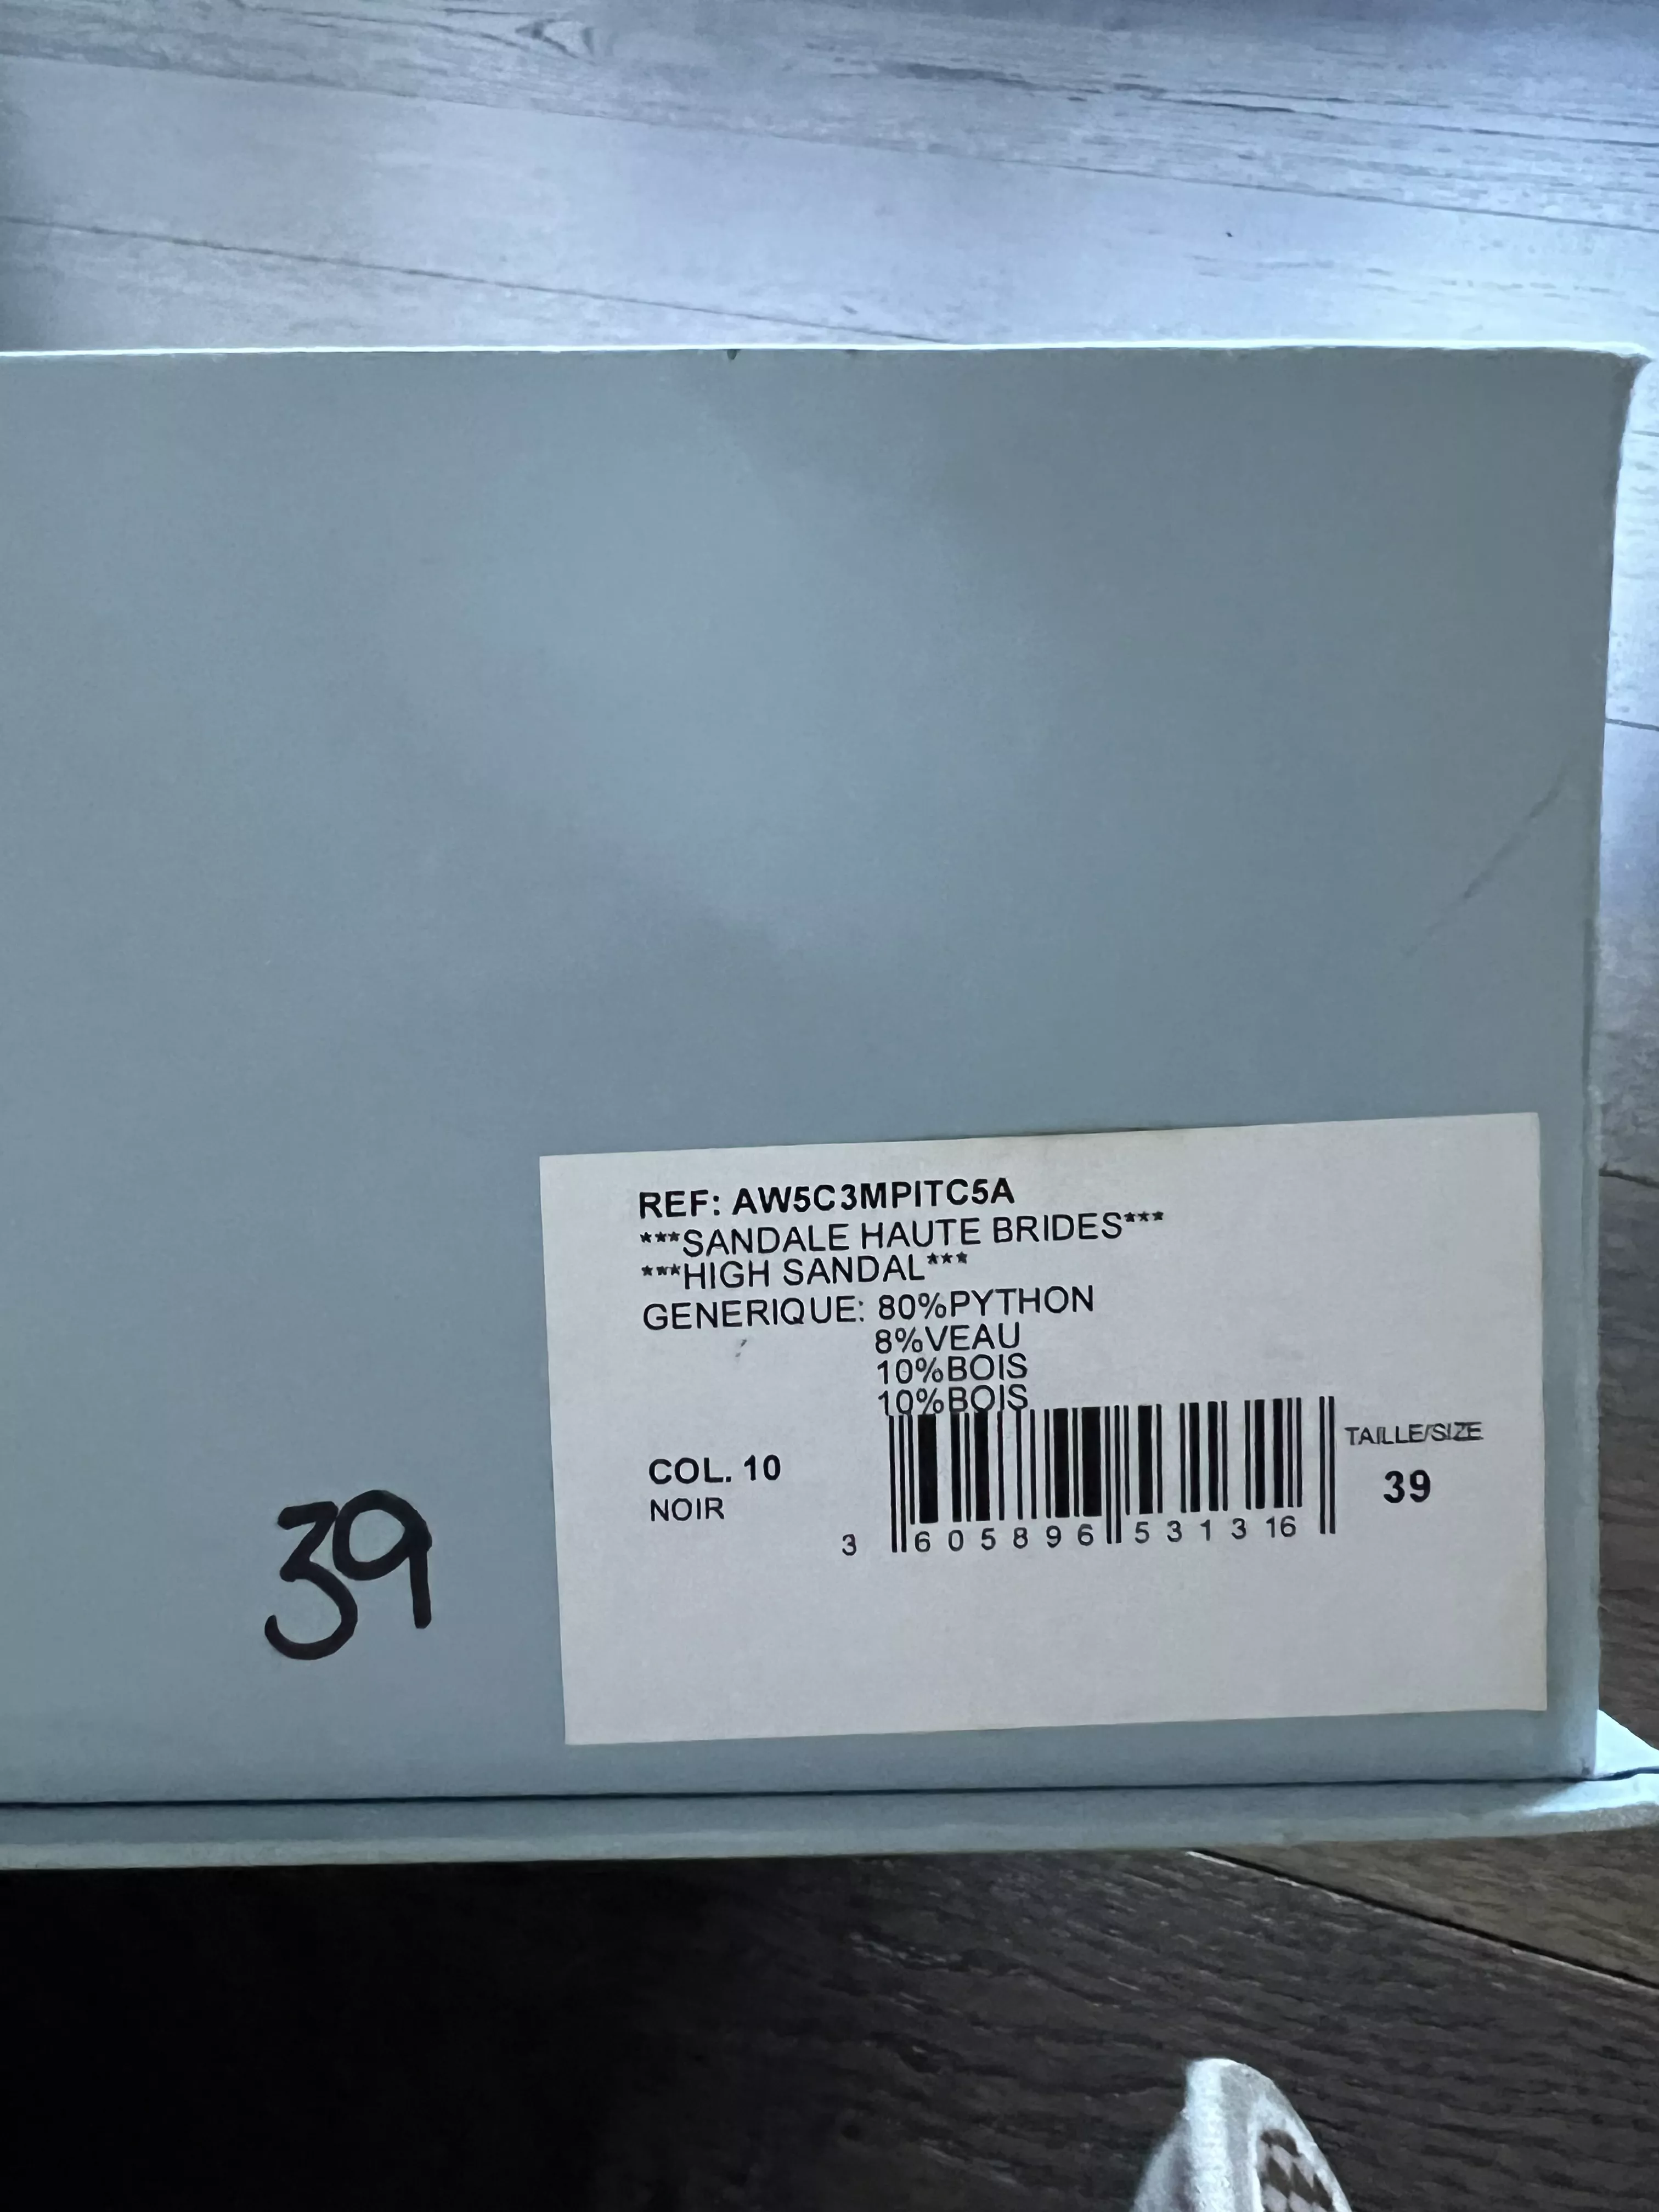 REF: AW5C3MPITC5A
***SANDALE HAUTE BRIDES***
***HIGH SANDAL***
GENERIQUE: 80%PYTHON
8%VEAU
10%BOIS
10%BOIS
TAILLE/SIZE
COL. 10
39
NOIR
3 605896 531316
39